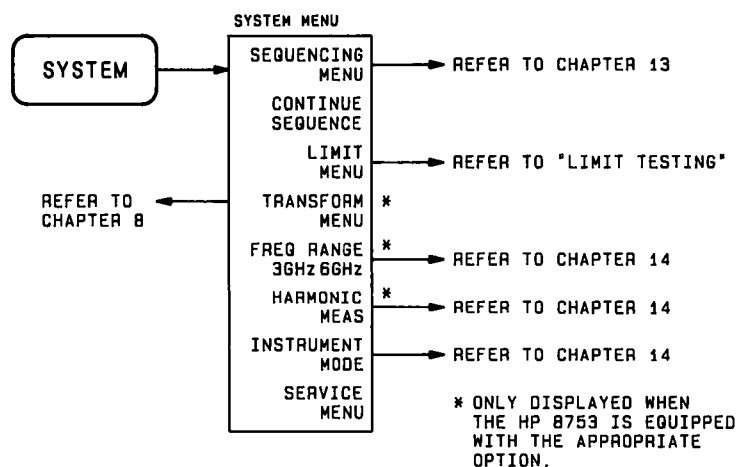 SYSTEM MENU
SYSTEM
SEQUENCING
MENU
REFER TO CHAPTER 13
CONTINUE
SEQUENCE
LIMIT
MENU
REFER TO "LIMIT TESTING"
REFER TO
CHAPTER 8
TRANSFORM *
MENU
FREQ RANGE *
3GHz 6GHz
REFER TO CHAPTER 14
HARMONIC *
MEAS
REFER TO CHAPTER 14
INSTRUMENT
MODE
REFER TO CHAPTER 14
SERVICE
MENU
* ONLY DISPLAYED WHEN
THE HP 8753 IS EQUIPPED
WITH THE APPROPRIATE
OPTION.